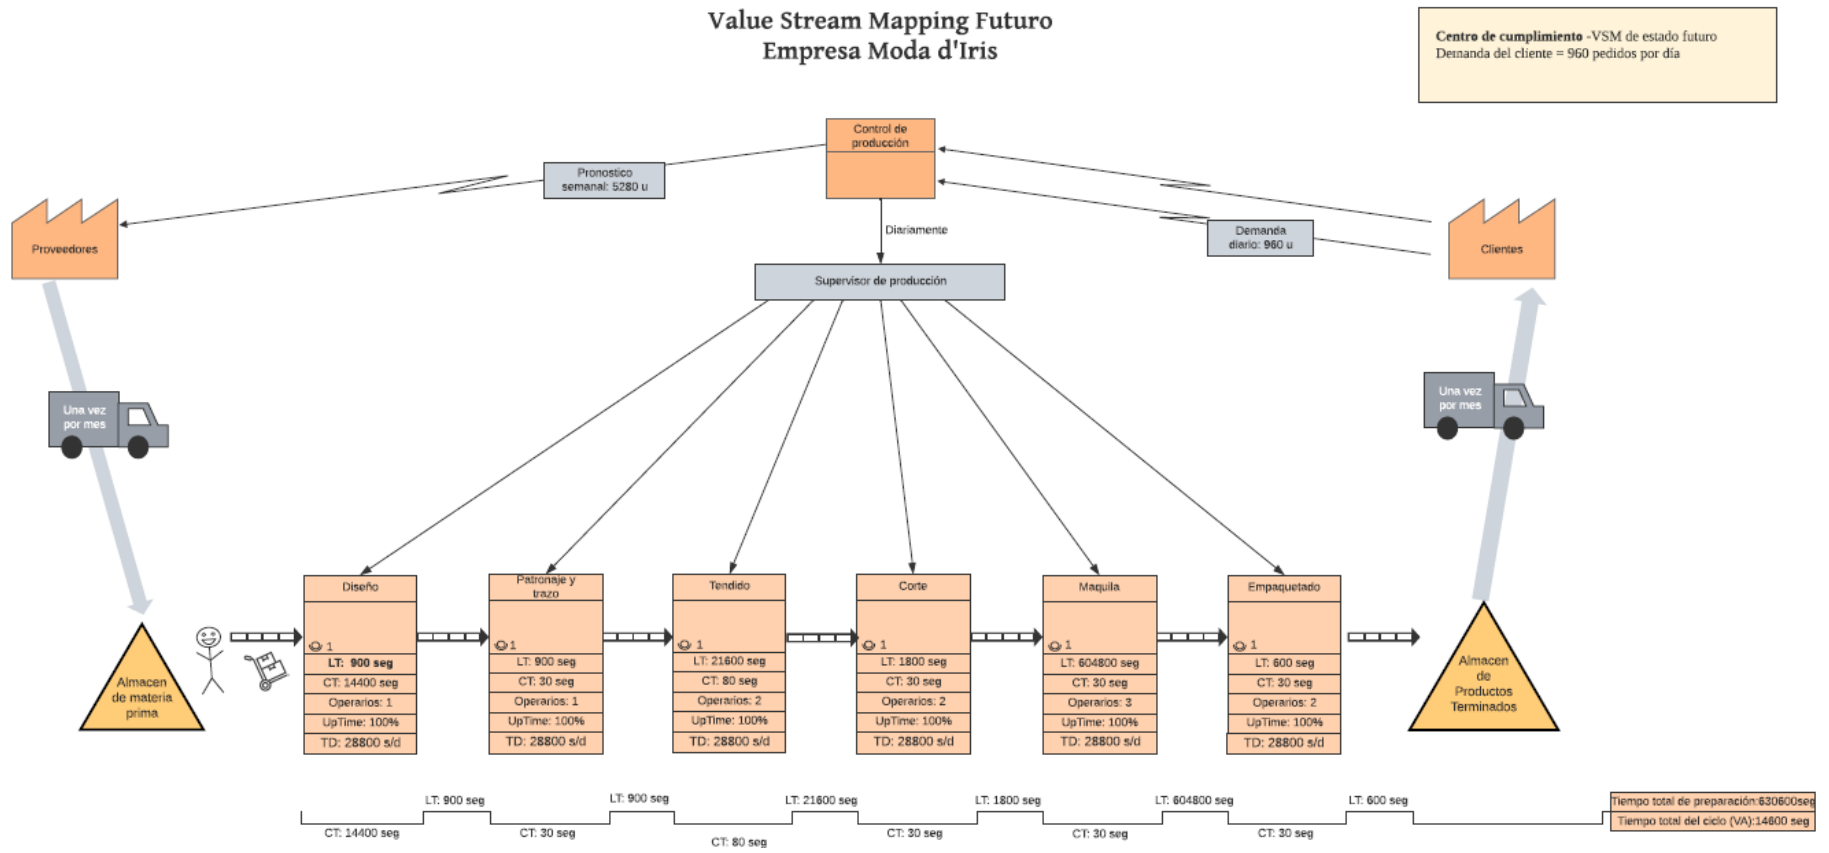 Value Stream Mapping Futuro
Empresa Moda d'Iris
Centro de cumplimiento -VSM de estado futuro
Demanda del cliente = 960 pedidos por día
Control de
producción
Pronostico
semanal: 5280 u
Demanda
diario: 960 u
Proveedores
Clientes
Diariamente
Supervisor de producción
Una vez
por mes
Una vez
por mes
Almacen
de materia
prima
Diseño
1
LT: 900 seg
CT: 14400 seg
Operarios: 1
UpTime: 100%
TD: 28800 s/d
Patronaje y
trazo
1
LT: 900 seg
CT: 30 seg
Operarios: 1
UpTime: 100%
TD: 28800 s/d
Tendido
1
LT: 21600 seg
CT: 80 seg
Operarios: 2
UpTime: 100%
TD: 28800 s/d
Corte
1
LT: 1800 seg
CT: 30 seg
Operarios: 2
UpTime: 100%
TD: 28800 s/d
Maquila
1
LT: 604800 seg
CT: 30 seg
Operarios: 3
UpTime: 100%
TD: 28800 s/d
Empaquetado
1
LT: 600 seg
CT: 30 seg
Operarios: 2
UpTime: 100%
TD: 28800 s/d
Almacen
de
Productos
Terminados
LT: 900 seg
LT: 900 seg
LT: 21600 seg
LT: 1800 seg
LT: 604800 seg
LT: 600 seg
CT: 14400 seg
CT: 30 seg
CT: 80 seg
CT: 30 seg
CT: 30 seg
CT: 30 seg
Tiempo total de preparación:630600seg
Tiempo total del ciclo (VA):14600 seg